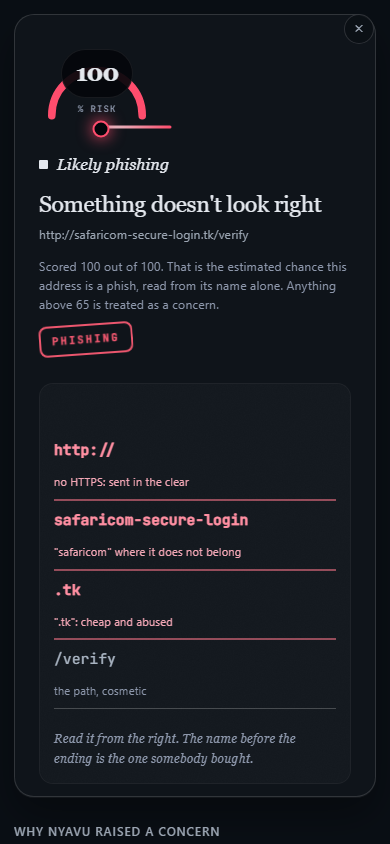 ✕
100
% RISK
Likely phishing
Something doesn't look right
http://safaricom-secure-login.tk/verify
Scored 100 out of 100. That is the estimated chance this
address is a phish, read from its name alone. Anything
above 65 is treated as a concern.
PHISHING
http://
no HTTPS: sent in the clear
safaricom-secure-login
"safaricom" where it does not belong
.tk
".tk": cheap and abused
/verify
the path, cosmetic
Read it from the right. The name before the
ending is the one somebody bought.
WHY NYAVU RAISED A CONCERN